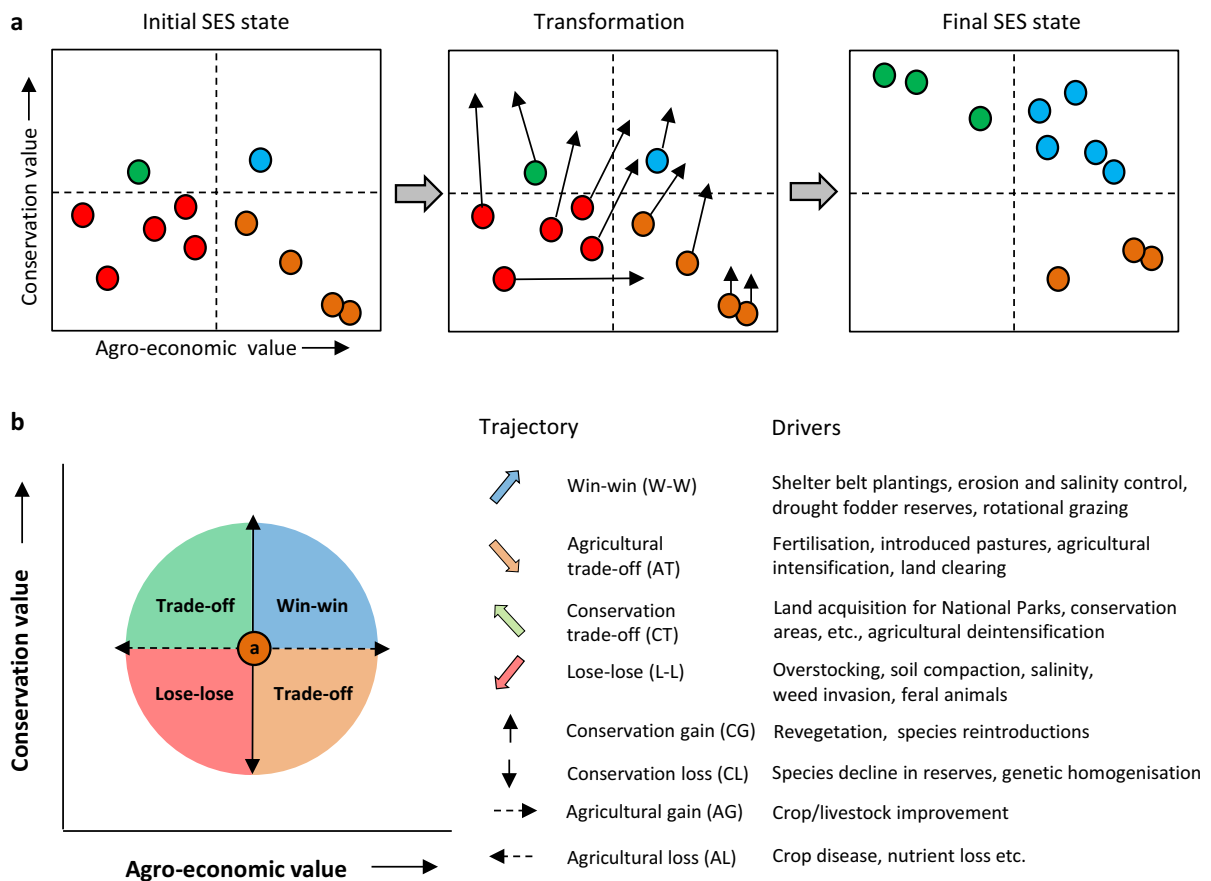 a
Initial SES state
Transformation
Final SES state
Conservation value
Agro-economic value
b
Conservation value
Agro-economic value
Trade-off
Win-win
a
Lose-lose
Trade-off
Trajectory
Drivers
Win-win (W-W)
Shelter belt plantings, erosion and salinity control,
drought fodder reserves, rotational grazing
Agricultural
trade-off (AT)
Fertilisation, introduced pastures, agricultural
intensification, land clearing
Conservation
trade-off (CT)
Land acquisition for National Parks, conservation
areas, etc., agricultural deintensification
Lose-lose (L-L)
Overstocking, soil compaction, salinity,
weed invasion, feral animals
Conservation gain (CG)
Revegetation, species reintroductions
Conservation loss (CL)
Species decline in reserves, genetic homogenisation
Agricultural gain (AG)
Crop/livestock improvement
Agricultural loss (AL)
Crop disease, nutrient loss etc.